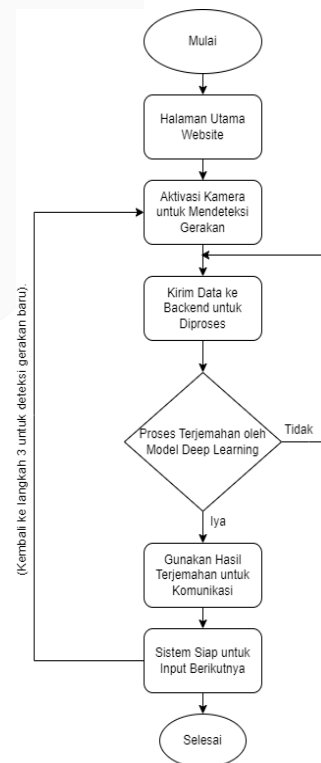 Mulai
Halaman Utama
Website
Aktivasi Kamera
untuk Mendeteksi
Gerakan
Kirim Data ke
Backend untuk
Diproses
Proses Terjemahan oleh
Model Deep Learning
Tidak
Iya
Gunakan Hasil
Terjemahan untuk
Komunikasi
Sistem Siap untuk
Input Berikutnya
(Kembali ke langkah 3 untuk deteksi gerakan baru).
Selesai